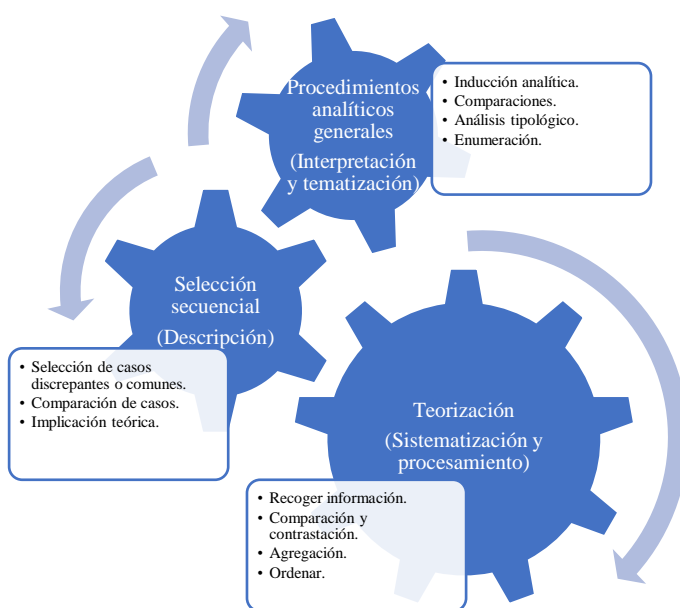 Procedimientos
analíticos
generales
(Interpretación
y tematización)
• Inducción analítica.
• Comparaciones.
• Análisis tipológico.
• Enumeración.
Selección
secuencial
(Descripción)
• Selección de casos
discrepantes o comunes.
• Comparación de casos.
• Implicación teórica.
Teorización
(Sistematización y
procesamiento)
• Recoger información.
• Comparación y
contrastación.
• Agregación.
• Ordenar.